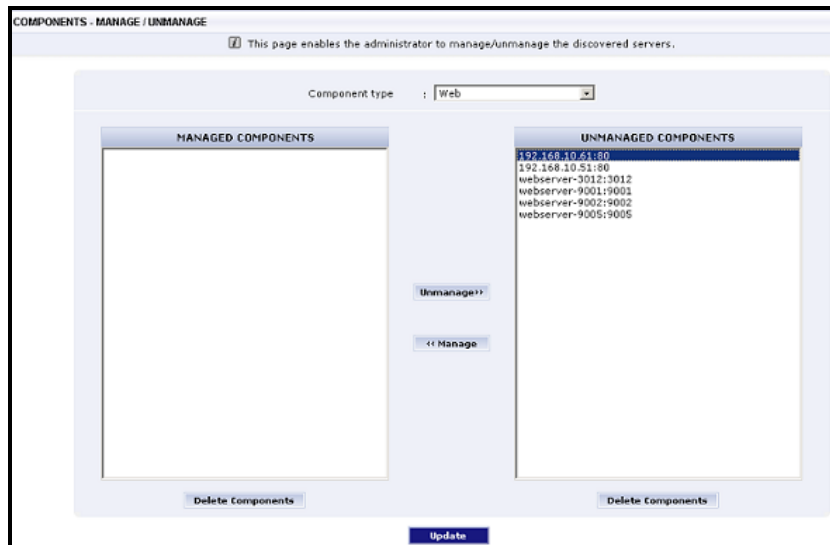 COMPONENTS - MANAGE / UNMANAGE
This page enables the administrator to manage/unmanage the discovered servers.
Component type : Web
MANAGED COMPONENTS
UNMANAGED COMPONENTS
192.168.10.61:80
192.168.10.51:80
webserver-3012:3012
webserver-9001:9001
webserver-9002:9002
webserver-9005:9005
Unmanage>>
<< Manage
Delete Components
Delete Components
Update